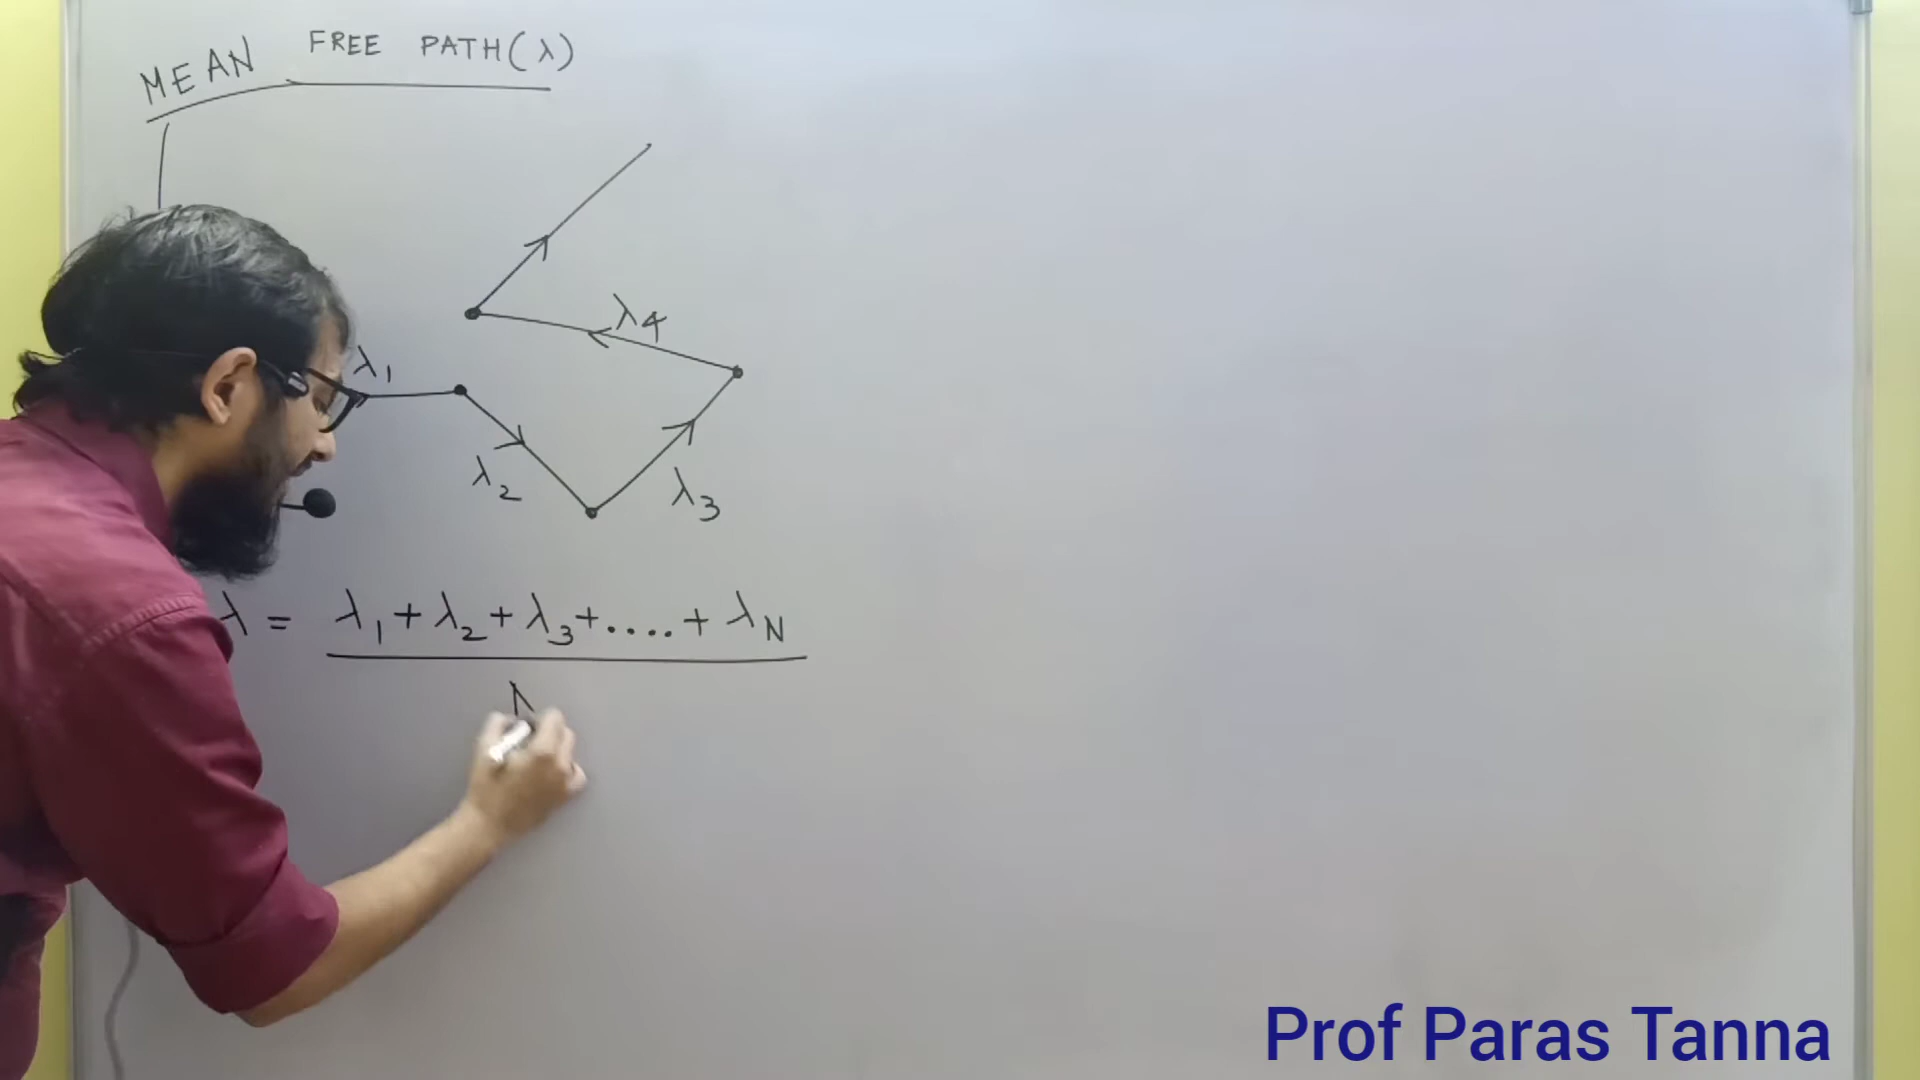 MEAN FREE PATH(λ)
λ4
λ1
λ2
λ3
λ = λ1 + λ2 + λ3 + .... + λN
Prof Paras Tanna